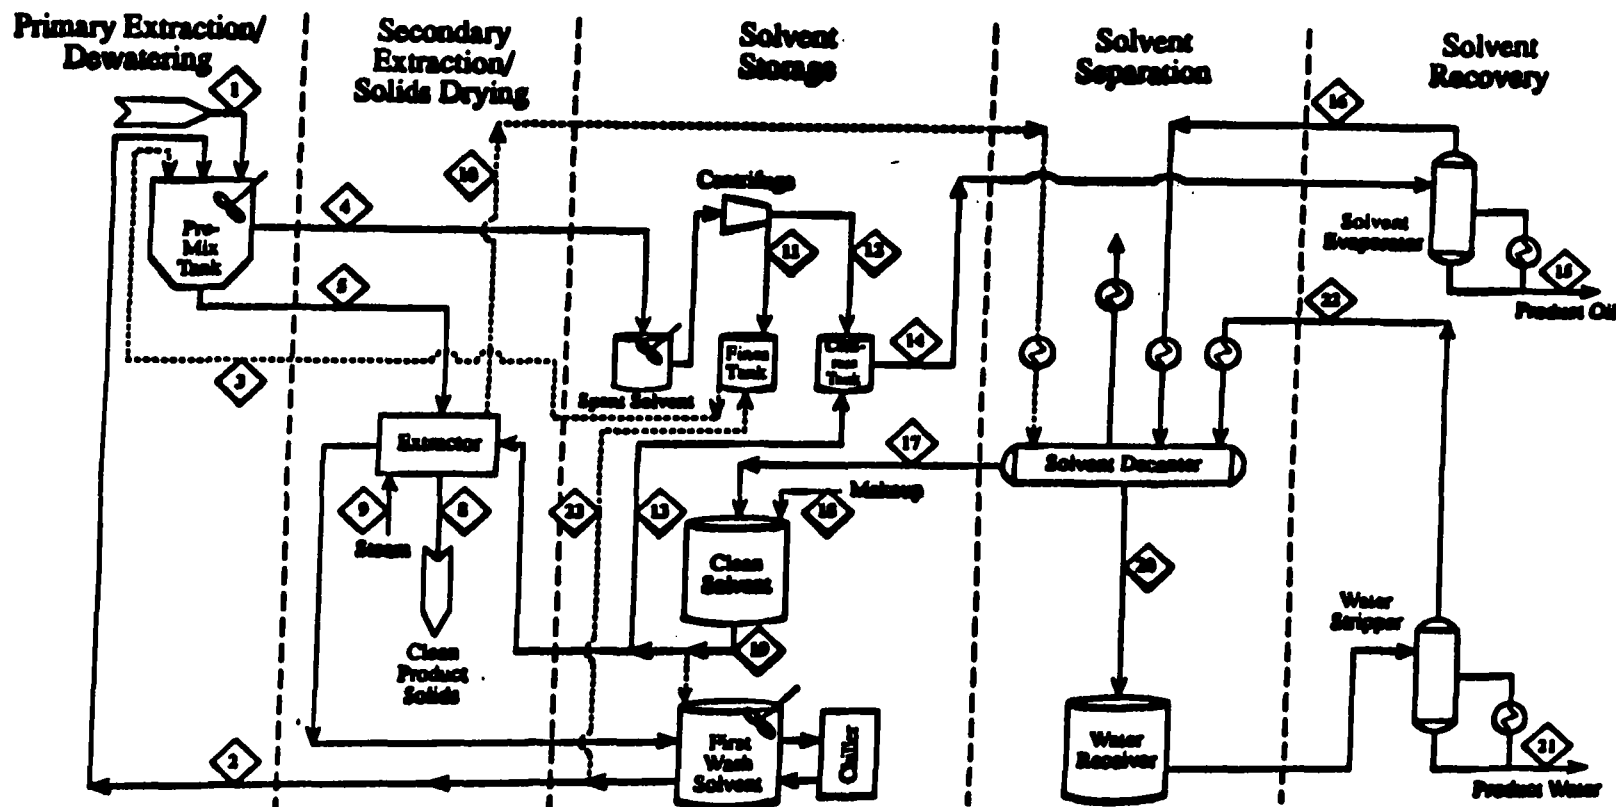 Primary Extraction/
Dewatering
Secondary
Extraction/
Solids Drying
Solvent
Storage
Solvent
Separation
Solvent
Recovery
1
16
10
Centrifuge
4
Pre-
Mix
Tank
11
12
Solvent
Evaporator
15
Product Oil
5
22
14
3
Fines
Tank
Tank
Spent Solvent
Extractor
17
Solvent Decanter
9
8
23
13
Makeup
18
Steam
Clean
Solvent
20
Water
Stripper
Clean
Product
Solids
19
2
First
Wash
Solvent
Chiller
Water
Receiver
21
Product Water